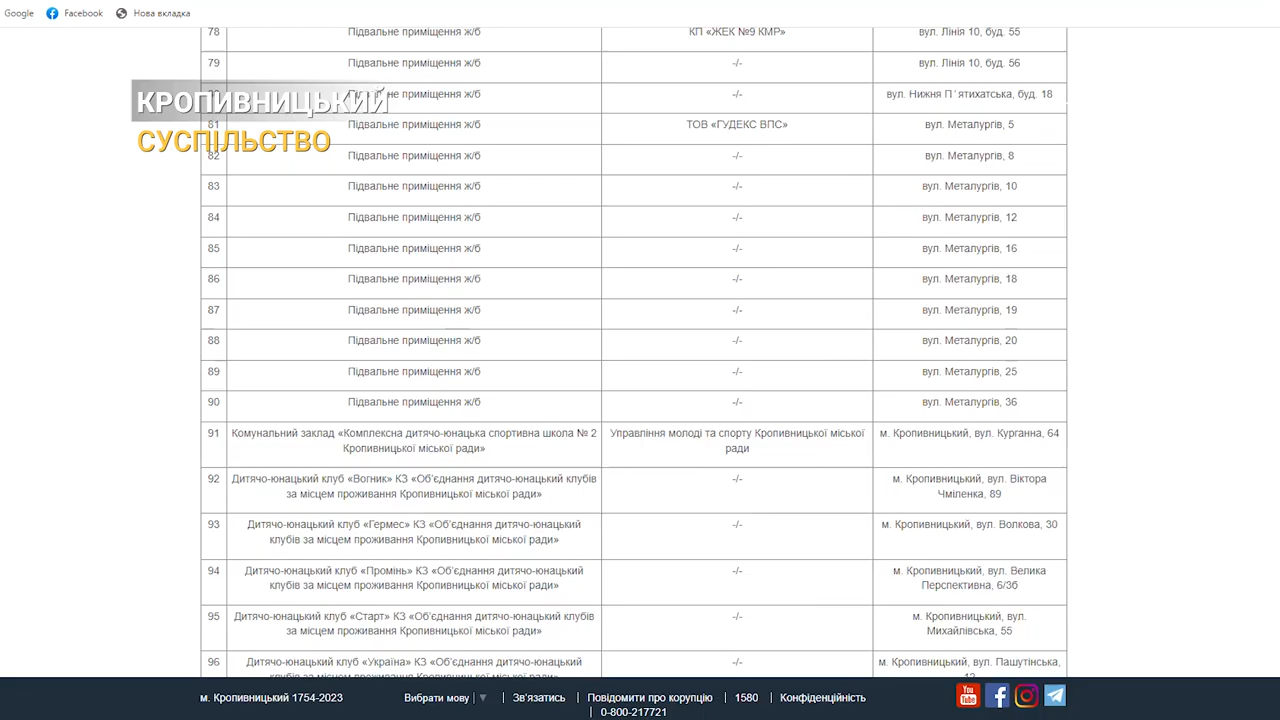 Google Facebook Нова вкладка
78 Підвальне приміщення ж/б КП «ЖЕК №9 КМР» вул. Лінія 10, буд. 55
79 Підвальне приміщення ж/б -/- вул. Лінія 10, буд. 56
КРОПИВНИЦЬКИЙ
приміщення ж/б -/- вул. Нижня П'ятихатська, буд. 18
81 Підвальне приміщення ж/б ТОВ «ГУДЕКС ВПС» вул. Металургів, 5
СУСПІЛЬСТВО
82 Підвальне приміщення ж/б -/- вул. Металургів, 8
83 Підвальне приміщення ж/б -/- вул. Металургів, 10
84 Підвальне приміщення ж/б -/- вул. Металургів, 12
85 Підвальне приміщення ж/б -/- вул. Металургів, 16
86 Підвальне приміщення ж/б -/- вул. Металургів, 18
87 Підвальне приміщення ж/б -/- вул. Металургів, 19
88 Підвальне приміщення ж/б -/- вул. Металургів, 20
89 Підвальне приміщення ж/б -/- вул. Металургів, 25
90 Підвальне приміщення ж/б -/- вул. Металургів, 36
91 Комунальний заклад «Комплексна дитячо-юнацька спортивна школа № 2 Управління молоді та спорту Кропивницької міської м. Кропивницький, вул. Курганна, 64
Кропивницької міської ради» ради
92 Дитячо-юнацький клуб «Вогник» КЗ «Об'єднання дитячо-юнацьких клубів -/- м. Кропивницький, вул. Віктора
за місцем проживання Кропивницької міської ради» Чміленка, 89
93 Дитячо-юнацький клуб «Гермес» КЗ «Об'єднання дитячо-юнацький -/- м. Кропивницький, вул. Волкова, 30
клубів за місцем проживання Кропивницької міської ради»
94 Дитячо-юнацький клуб «Промінь» КЗ «Об'єднання дитячо-юнацький -/- м. Кропивницький, вул. Велика
клубів за місцем проживання Кропивницької міської ради» Перспективна, 6/3б
95 Дитячо-юнацький клуб «Старт» КЗ «Об'єднання дитячо-юнацьких клубів -/- м. Кропивницький, вул.
за місцем проживання Кропивницької міської ради» Михайлівська, 55
96 Дитячо-юнацький клуб «Україна» КЗ «Об'єднання дитячо-юнацький -/- м. Кропивницький, вул. Пашутінська,
м. Кропивницький 1754-2023 Вибрати мову ▼ Зв'язатись Повідомити про корупцію 1580 Конфіденційність
0-800-217721
You Tube